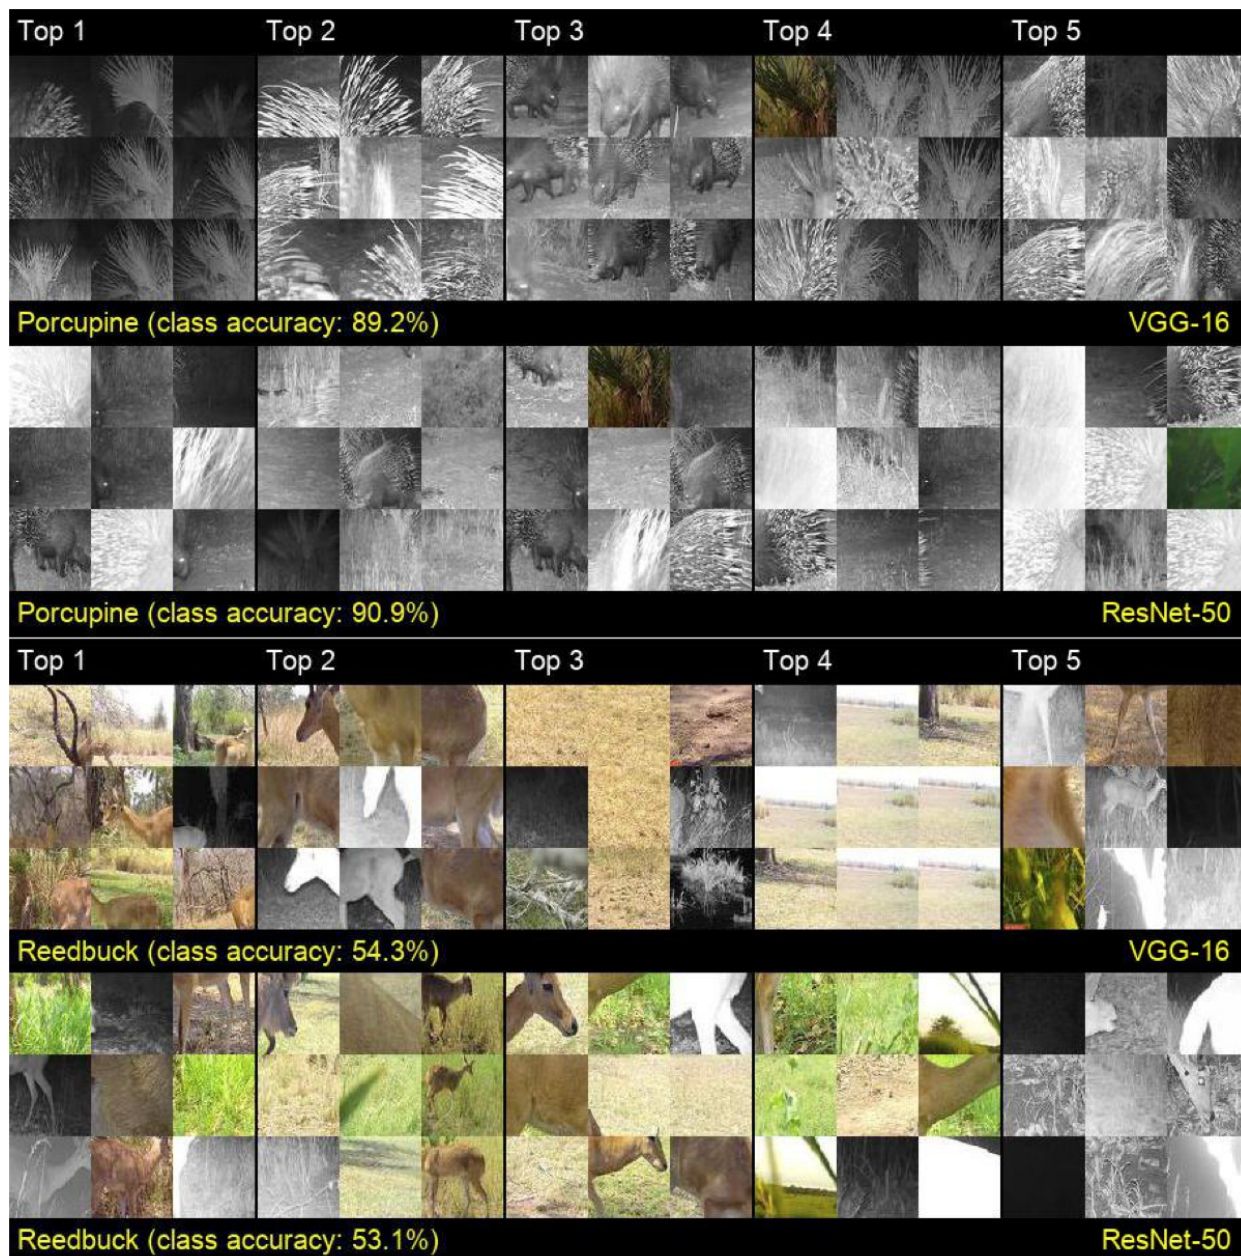 Top 1 Top 2 Top 3 Top 4 Top 5
Porcupine (class accuracy: 89.2%) VGG-16
Porcupine (class accuracy: 90.9%) ResNet-50
Top 1 Top 2 Top 3 Top 4 Top 5
Reedbuck (class accuracy: 54.3%) VGG-16
Reedbuck (class accuracy: 53.1%) ResNet-50